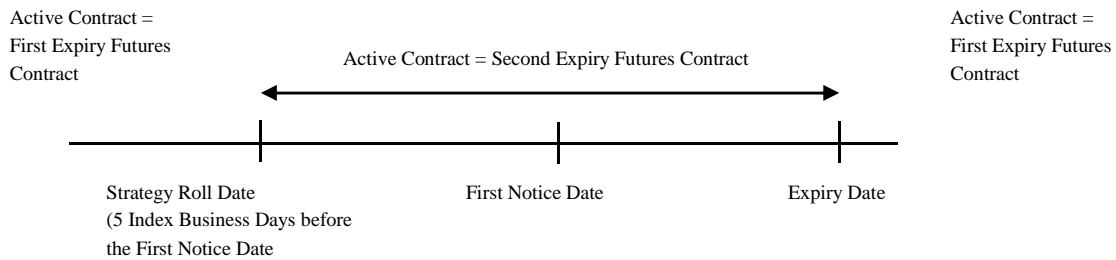 Active Contract =
First Expiry Futures
Contract
Active Contract = Second Expiry Futures Contract
Active Contract =
First Expiry Futures
Contract
Strategy Roll Date
(5 Index Business Days before
the First Notice Date
First Notice Date
Expiry Date